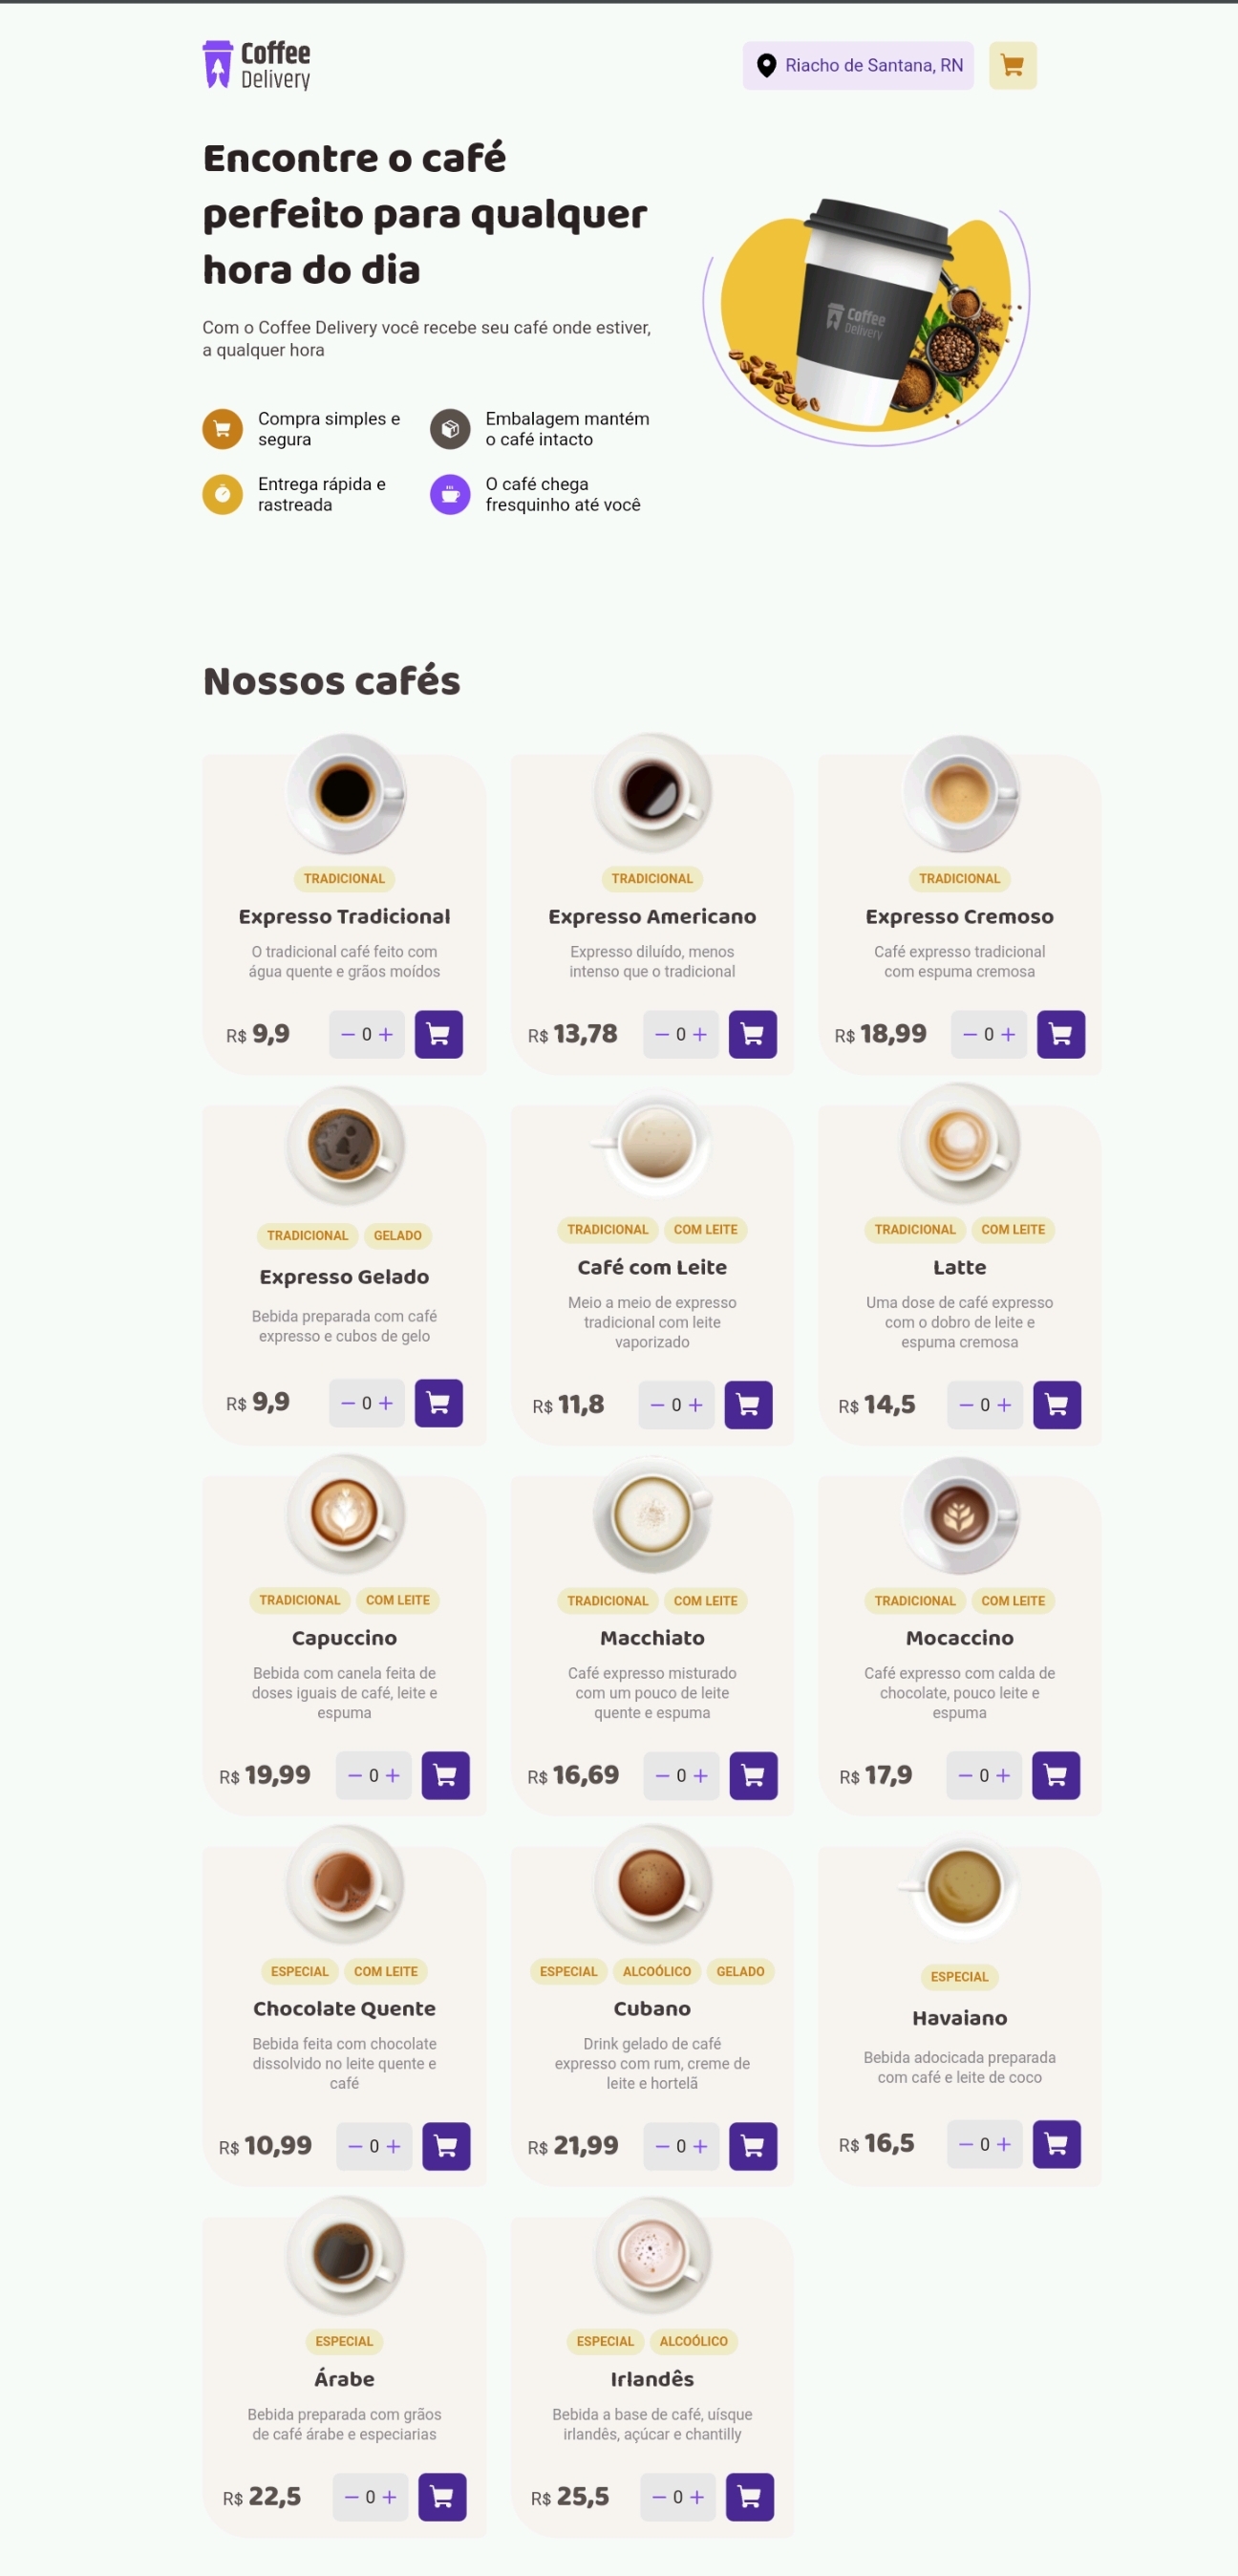 Coffee
Delivery
Riacho de Santana, RN
Encontre o café
perfeito para qualquer
hora do dia
Com o Coffee Delivery você recebe seu café onde estiver,
a qualquer hora
Compra simples e
segura
Embalagem mantém
o café intacto
Entrega rápida e
rastreada
O café chega
fresquinho até você
Coffee
Delivery
Nossos cafés
TRADICIONAL
Expresso Tradicional
O tradicional café feito com
água quente e grãos moídos
R$ 9,9
0
TRADICIONAL
Expresso Americano
Expresso diluído, menos
intenso que o tradicional
R$ 13,78
0
TRADICIONAL
Expresso Cremoso
Café expresso tradicional
com espuma cremosa
R$ 18,99
0
TRADICIONAL GELADO
Expresso Gelado
Bebida preparada com café
expresso e cubos de gelo
R$ 9,9
0
TRADICIONAL COM LEITE
Café com Leite
Meio a meio de expresso
tradicional com leite
vaporizado
R$ 11,8
0
TRADICIONAL COM LEITE
Latte
Uma dose de café expresso
com o dobro de leite e
espuma cremosa
R$ 14,5
0
TRADICIONAL COM LEITE
Capuccino
Bebida com canela feita de
doses iguais de café, leite e
espuma
R$ 19,99
0
TRADICIONAL COM LEITE
Macchiato
Café expresso misturado
com um pouco de leite
quente e espuma
R$ 16,69
0
TRADICIONAL COM LEITE
Mocaccino
Café expresso com calda de
chocolate, pouco leite e
espuma
R$ 17,9
0
ESPECIAL COM LEITE
Chocolate Quente
Bebida feita com chocolate
dissolvido no leite quente e
café
R$ 10,99
0
ESPECIAL ALCOÓLICO GELADO
Cubano
Drink gelado de café
expresso com rum, creme de
leite e hortelã
R$ 21,99
0
ESPECIAL
Havaiano
Bebida adocicada preparada
com café e leite de coco
R$ 16,5
0
ESPECIAL
Árabe
Bebida preparada com grãos
de café árabe e especiarias
R$ 22,5
0
ESPECIAL ALCOÓLICO
Irlandês
Bebida a base de café, uísque
irlandês, açúcar e chantilly
R$ 25,5
0